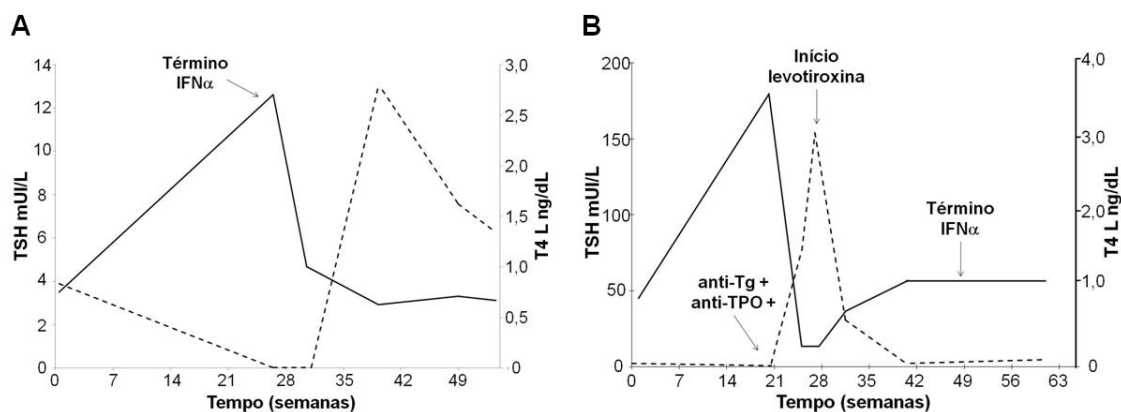 A
Término
IFNα
TSH mUI/L
14
12
10
8
6
4
2
0
3,0
2,5
2,0
1,5
1,0
0,5
0
T4 L ng/dL
0 7 14 21 28 35 42 49
Tempo (semanas)
B
Início
levotiroxina
Término
IFNα
anti-Tg +
anti-TPO +
TSH mUI/L
200
150
100
50
0
4,0
3,0
2,0
1,0
0
T4 L ng/dL
0 7 14 21 28 35 42 49 56 63
Tempo (semanas)